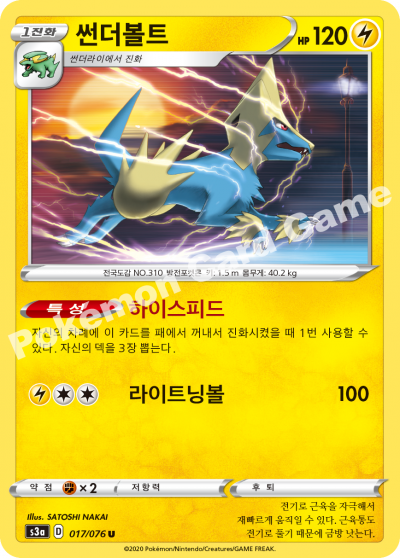 1진화
썬더볼트
HP 120
썬더라이에서 진화
전국도감 NO.310 방전포켓몬 키: 1.5 m 몸무게: 40.2 kg
특성 하이스피드
자신의 차례에 이 카드를 패에서 꺼내서 진화시켰을 때 1번 사용할 수
있다. 자신의 덱을 3장 뽑는다.
라이트닝볼 100
약점 ×2 저항력 후퇴
Illus. SATOSHI NAKAI
s3a D 017/076 U
전기로 근육을 자극해서
재빠르게 움직일 수 있다. 근육통도
전기로 풀기 때문에 금방 낫는다.
©2020 Pokémon/Nintendo/Creatures/GAME FREAK.
Pokémon Card Game